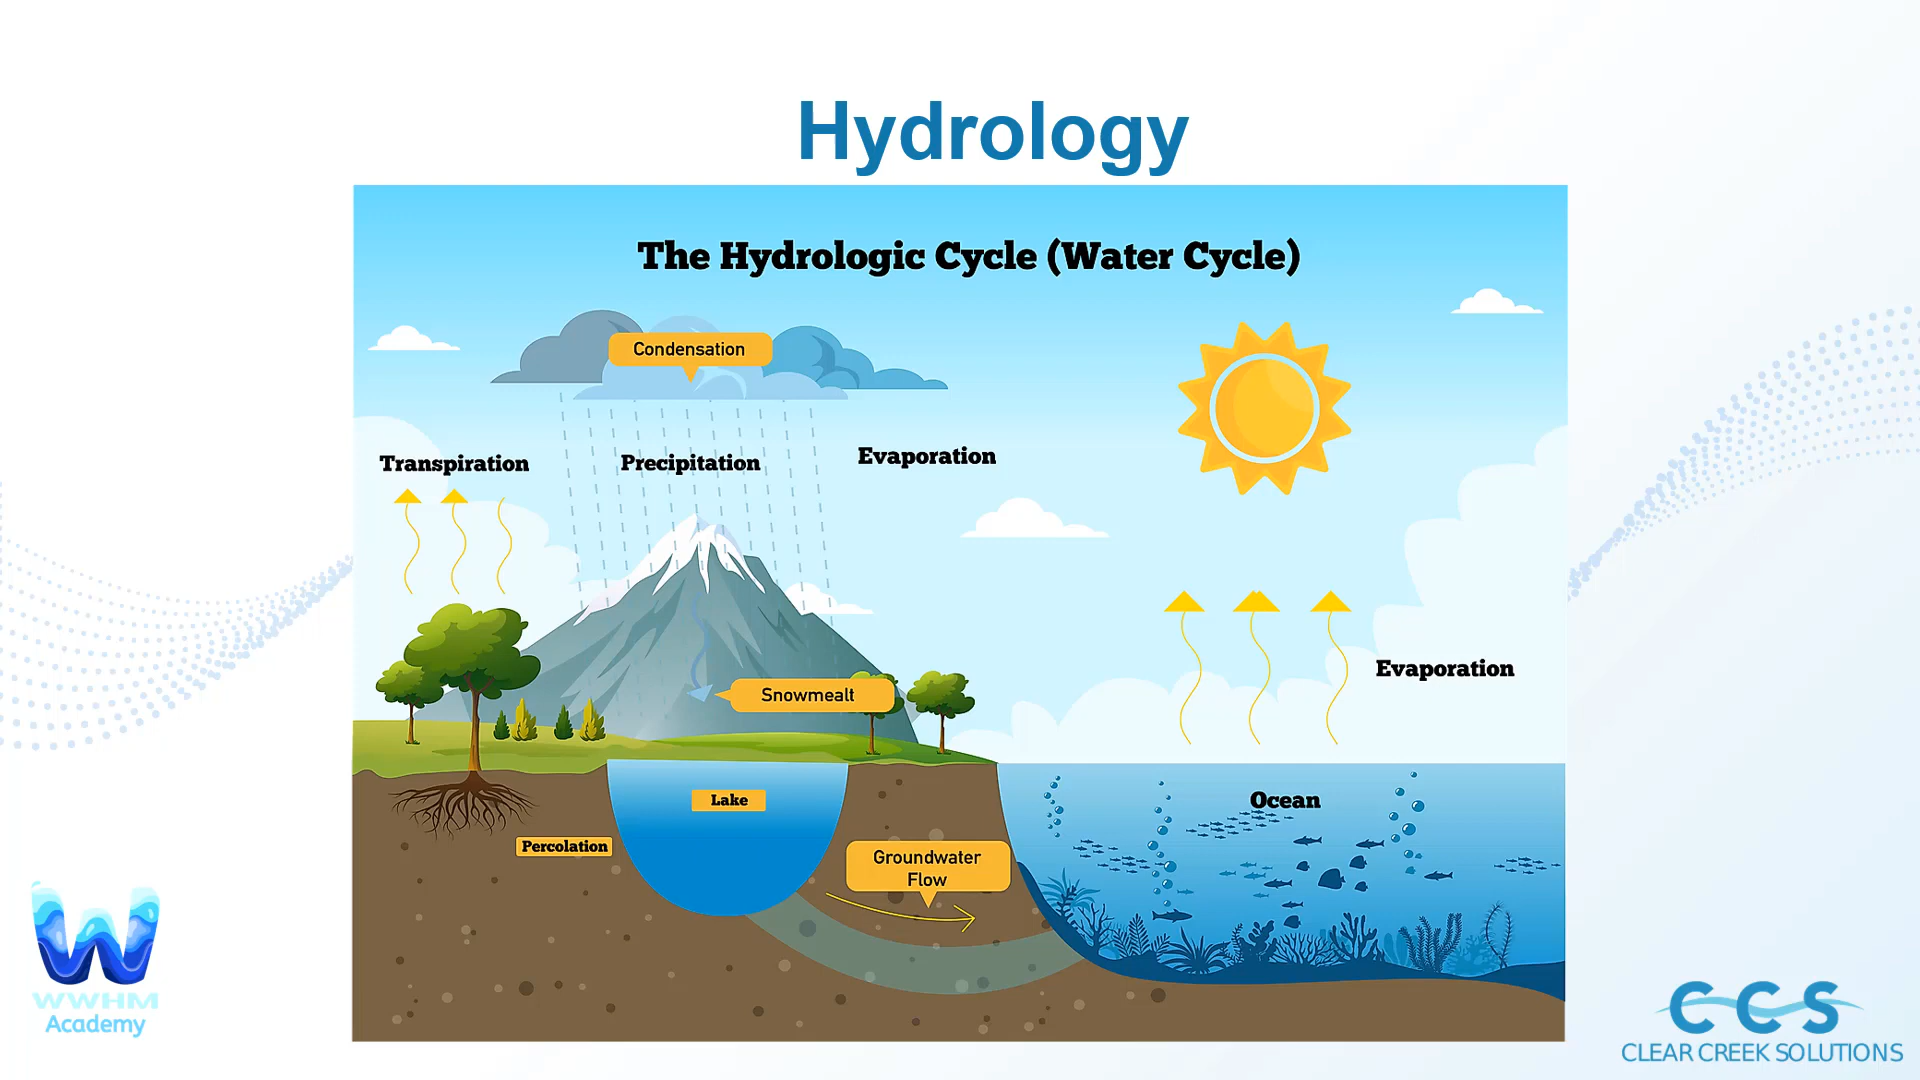 Hydrology
The Hydrologic Cycle (Water Cycle)
Condensation
Transpiration
Precipitation
Evaporation
Snowmealt
Evaporation
Lake
Ocean
Percolation
Groundwater
Flow
WWHM
Academy
CCS
CLEAR CREEK SOLUTIONS